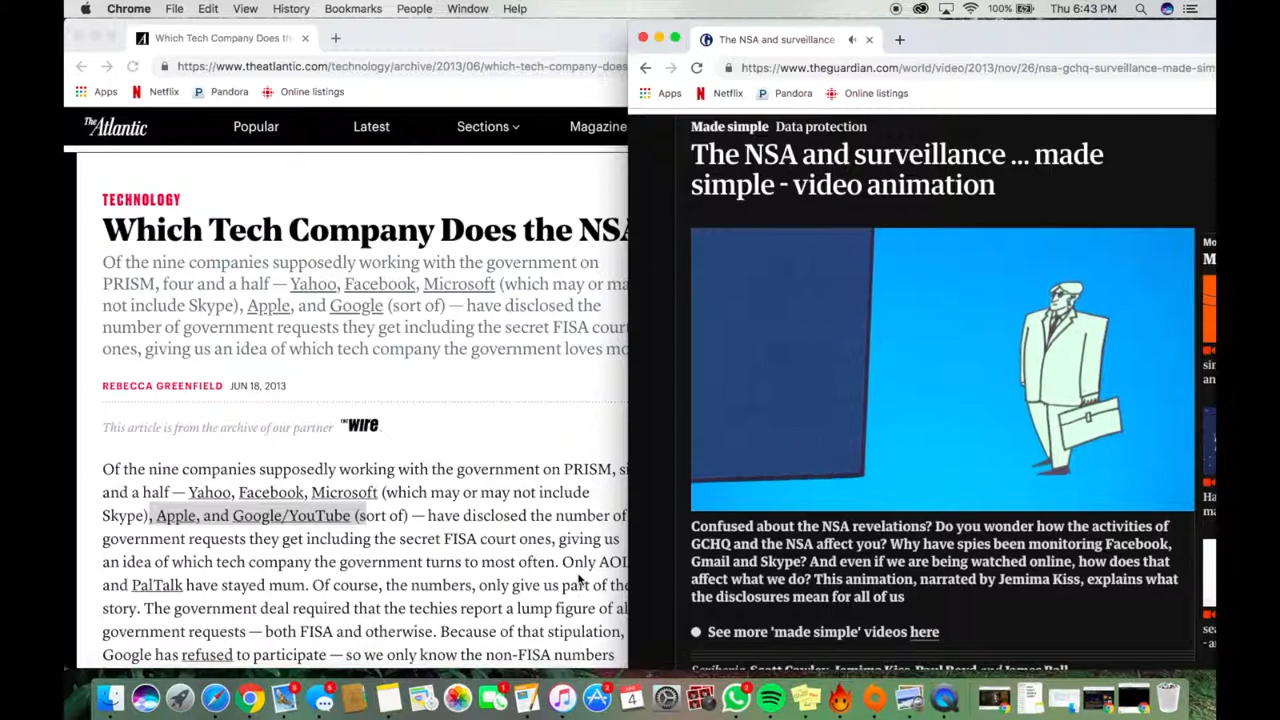 Chrome File Edit View History Bookmarks People Window Help
100% Thu 6:43 PM
Which Tech Company Does th
https://www.theatlantic.com/technology/archive/2013/06/which-tech-company-does
Apps Netflix Pandora Online listings
The Atlantic Popular Latest Sections Magazine
TECHNOLOGY
Which Tech Company Does the NSA
Of the nine companies supposedly working with the government on
PRISM, four and a half — Yahoo, Facebook, Microsoft (which may or ma
not include Skype), Apple, and Google (sort of) — have disclosed the
number of government requests they get including the secret FISA court
ones, giving us an idea of which tech company the government loves mo
REBECCA GREENFIELD JUN 18, 2013
This article is from the archive of our partner THE WIRE.
Of the nine companies supposedly working with the government on PRISM, si
and a half — Yahoo, Facebook, Microsoft (which may or may not include
Skype), Apple, and Google/YouTube (sort of) — have disclosed the number of
government requests they get including the secret FISA court ones, giving us
an idea of which tech company the government turns to most often. Only AOL
and PalTalk have stayed mum. Of course, the numbers, only give us part of the
story. The government deal required that the techies report a lump figure of al
government requests — both FISA and otherwise. Because of that stipulation,
Google has refused to participate — so we only know the non-FISA numbers
The NSA and surveillance
https://www.theguardian.com/world/video/2013/nov/26/nsa-gchq-surveillance-made-sim
Apps Netflix Pandora Online listings
Made simple Data protection
The NSA and surveillance ... made
simple - video animation
Confused about the NSA revelations? Do you wonder how the activities of
GCHQ and the NSA affect you? Why have spies been monitoring Facebook,
Gmail and Skype? And even if we are being watched online, how does that
affect what we do? This animation, narrated by Jemima Kiss, explains what
the disclosures mean for all of us
See more 'made simple' videos here
Mo
M
sin
an
Ha
ma
sea
- a